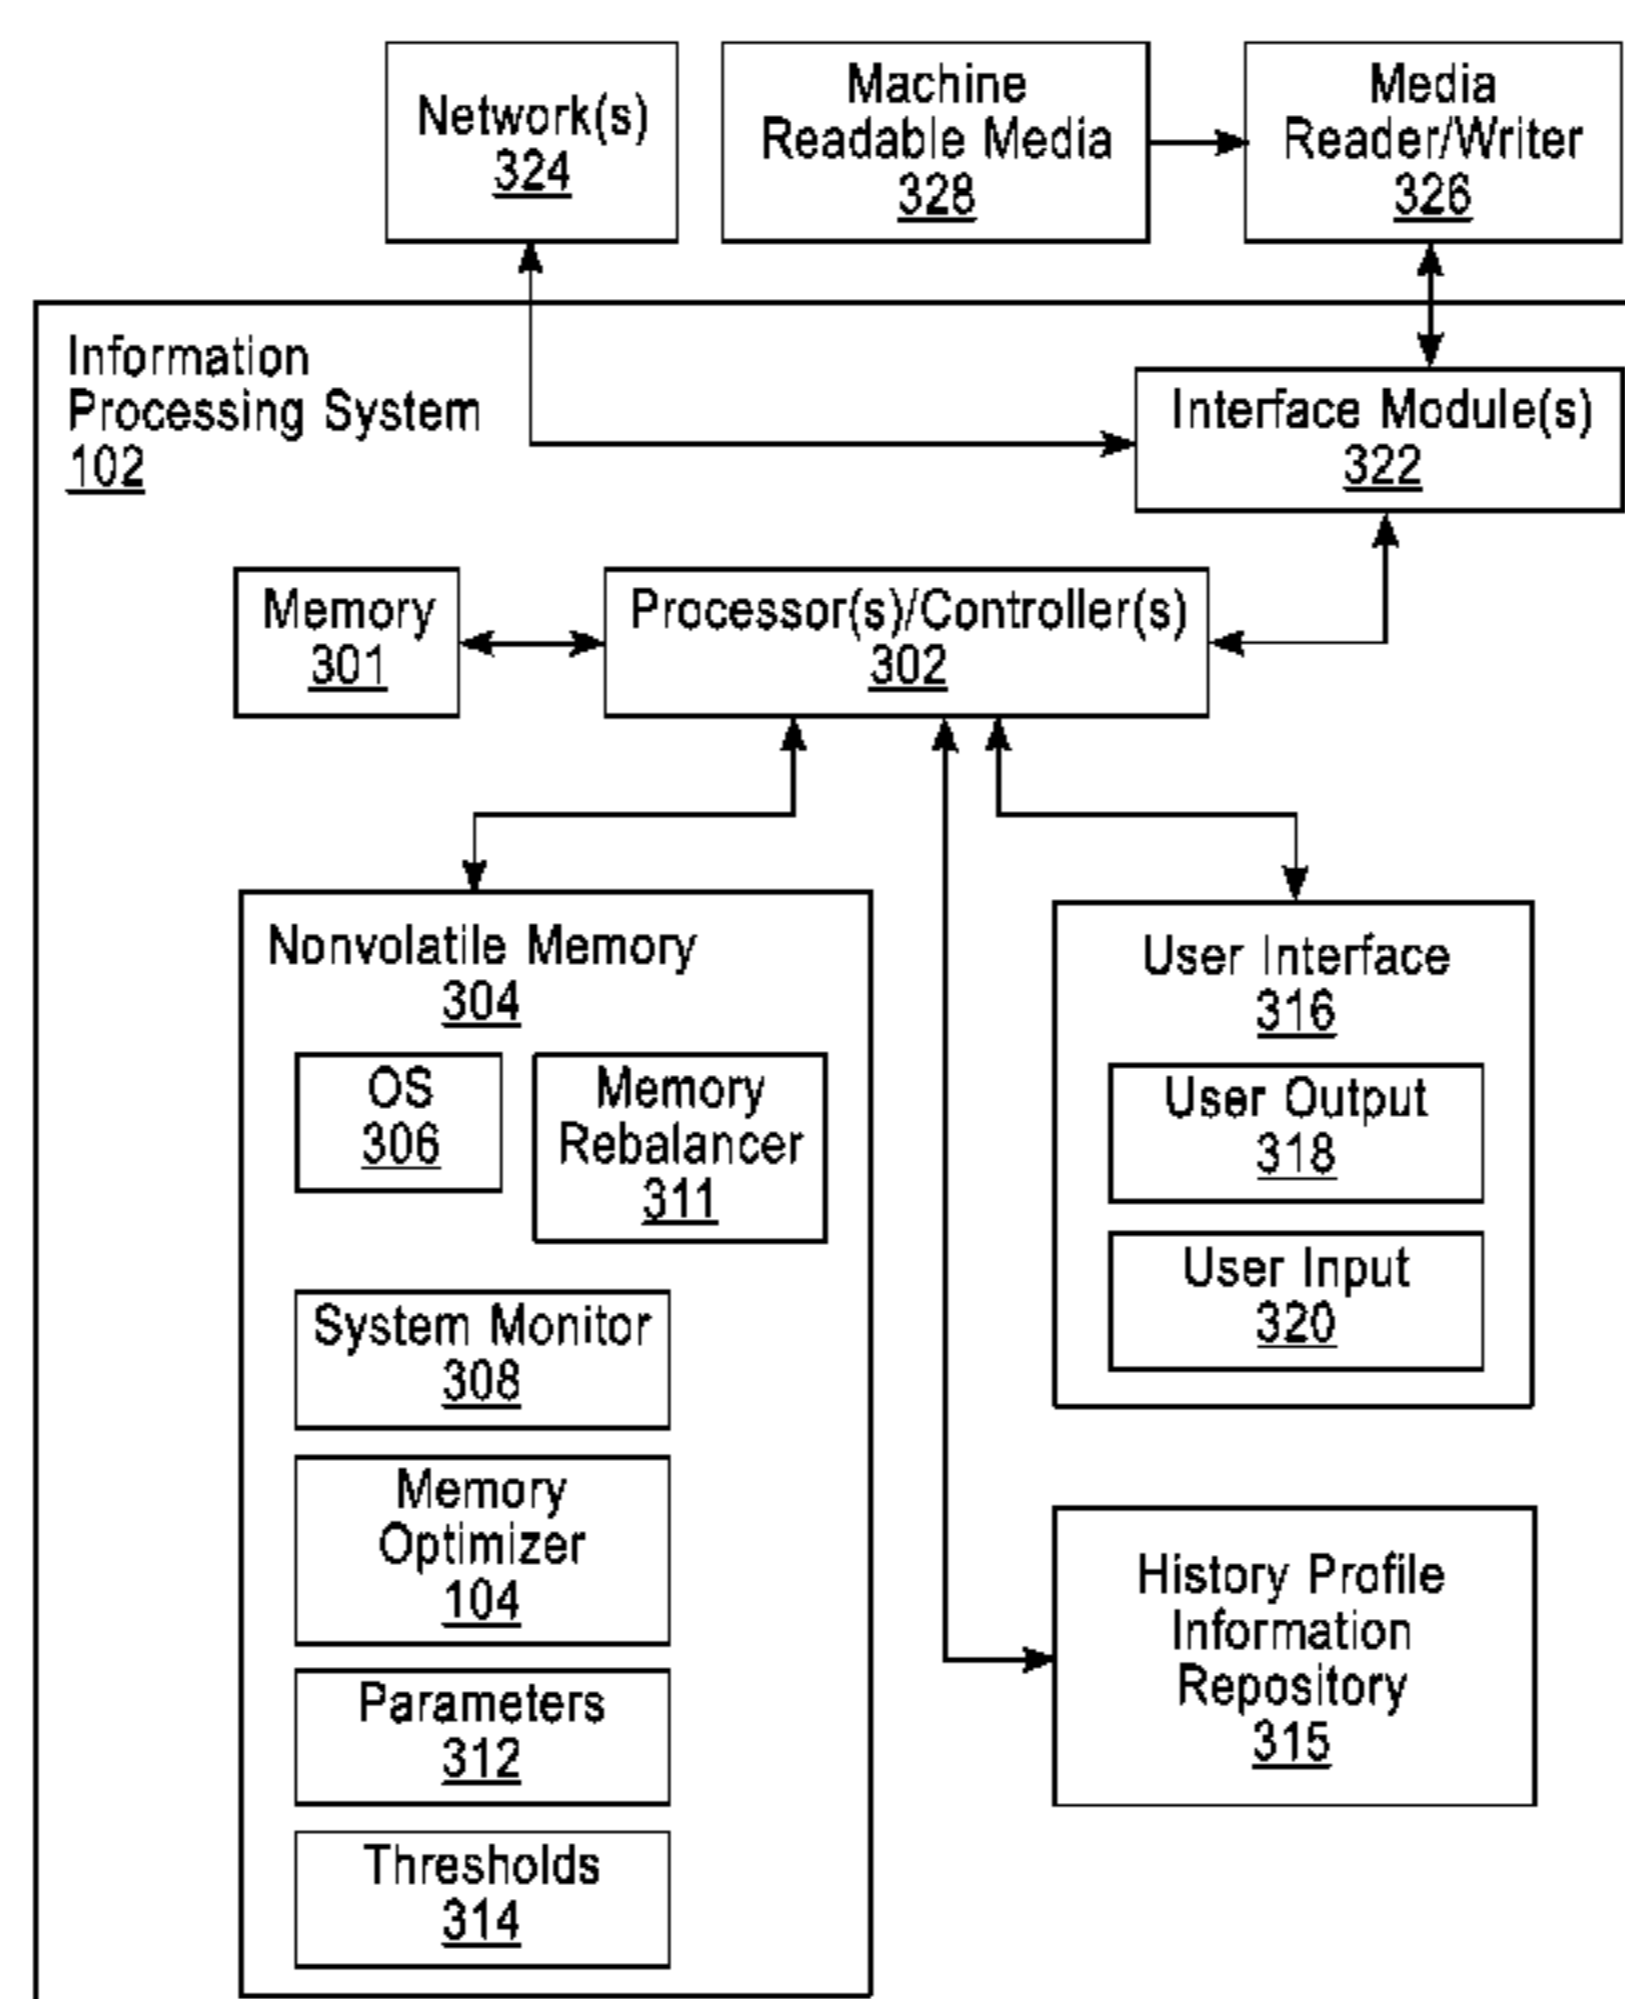 Network(s)
324
Machine
Readable Media
328
Media
Reader/Writer
326
Information
Processing System
102
Interface Module(s)
322
Memory
301
Processor(s)/Controller(s)
302
Nonvolatile Memory
304
OS
306
Memory
Rebalancer
311
System Monitor
308
Memory
Optimizer
104
Parameters
312
Thresholds
314
User Interface
316
User Output
318
User Input
320
History Profile
Information
Repository
315